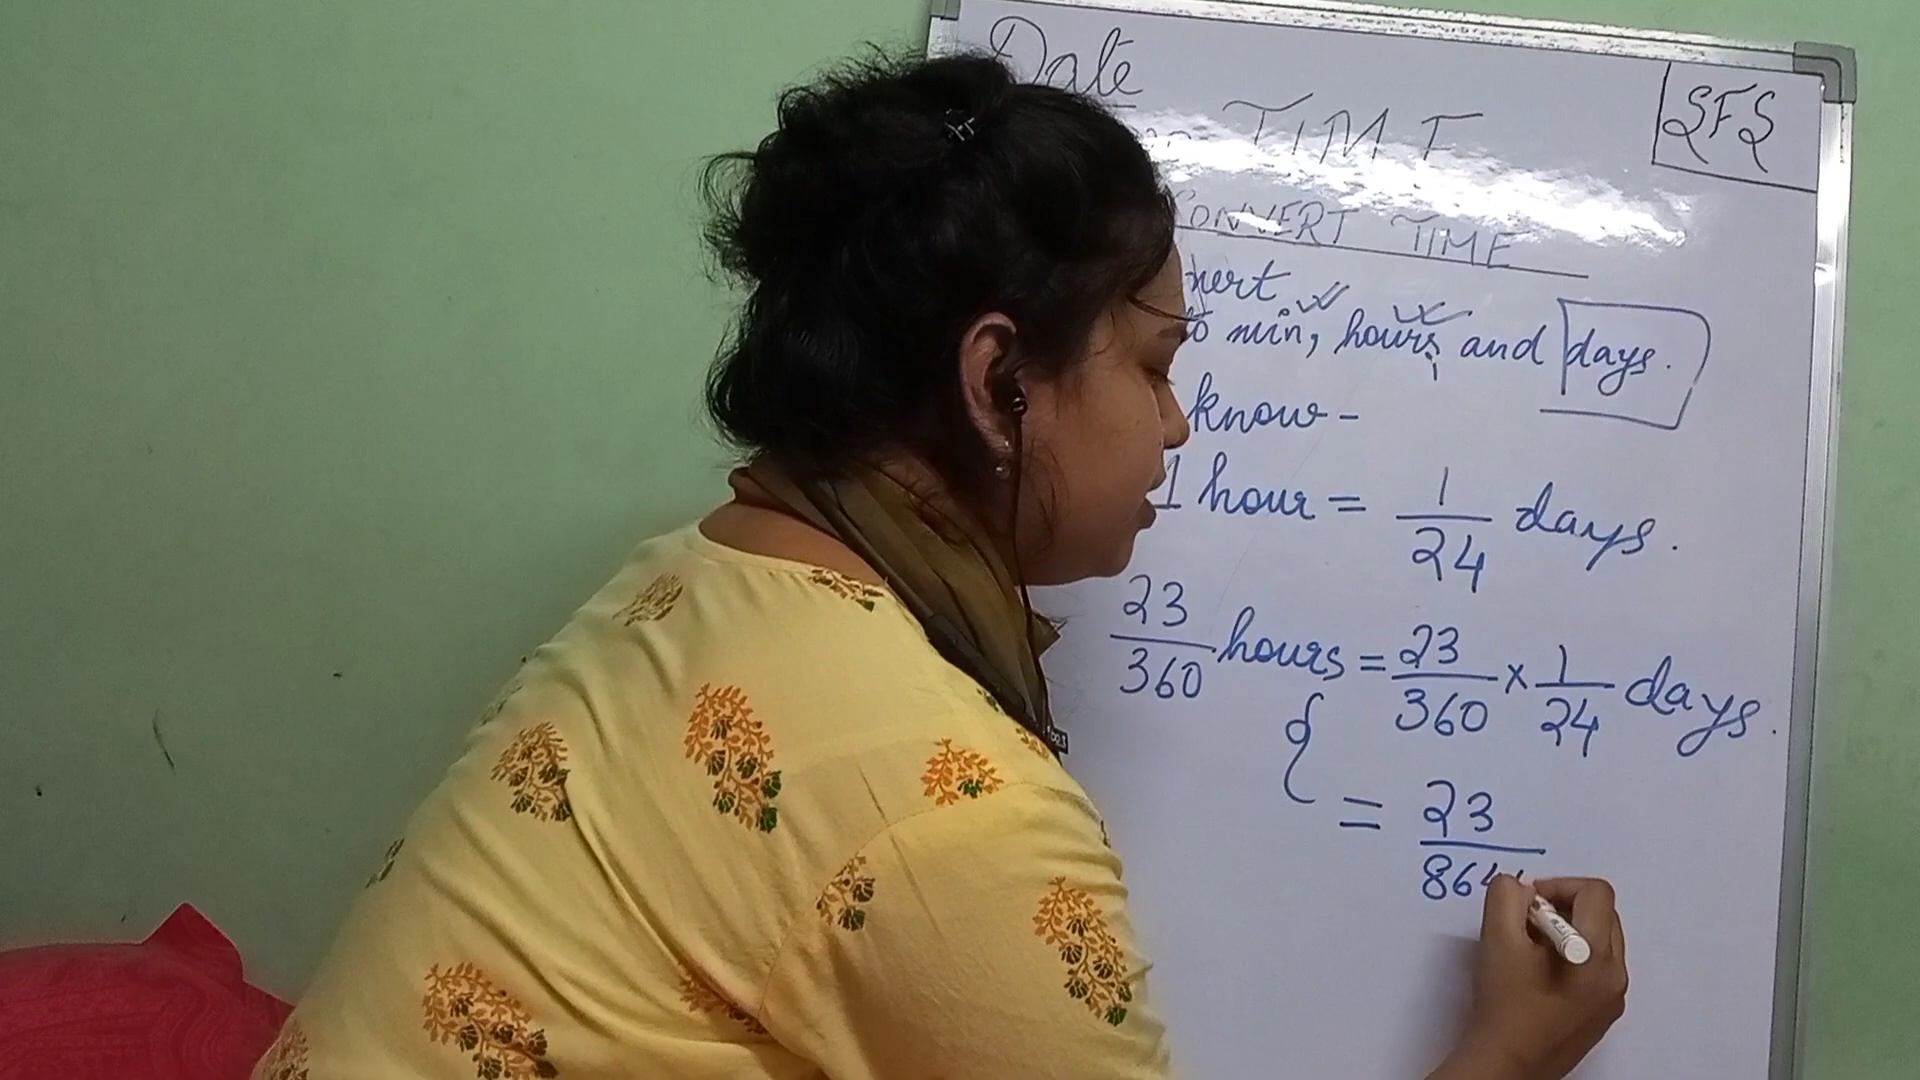 Date
SFS
TIME
CONVERT TIME
min, hours and days.
know -
1 hour = 1/24 days.
23/360 hours = 23/360 × 1/24 days.
= 23/864